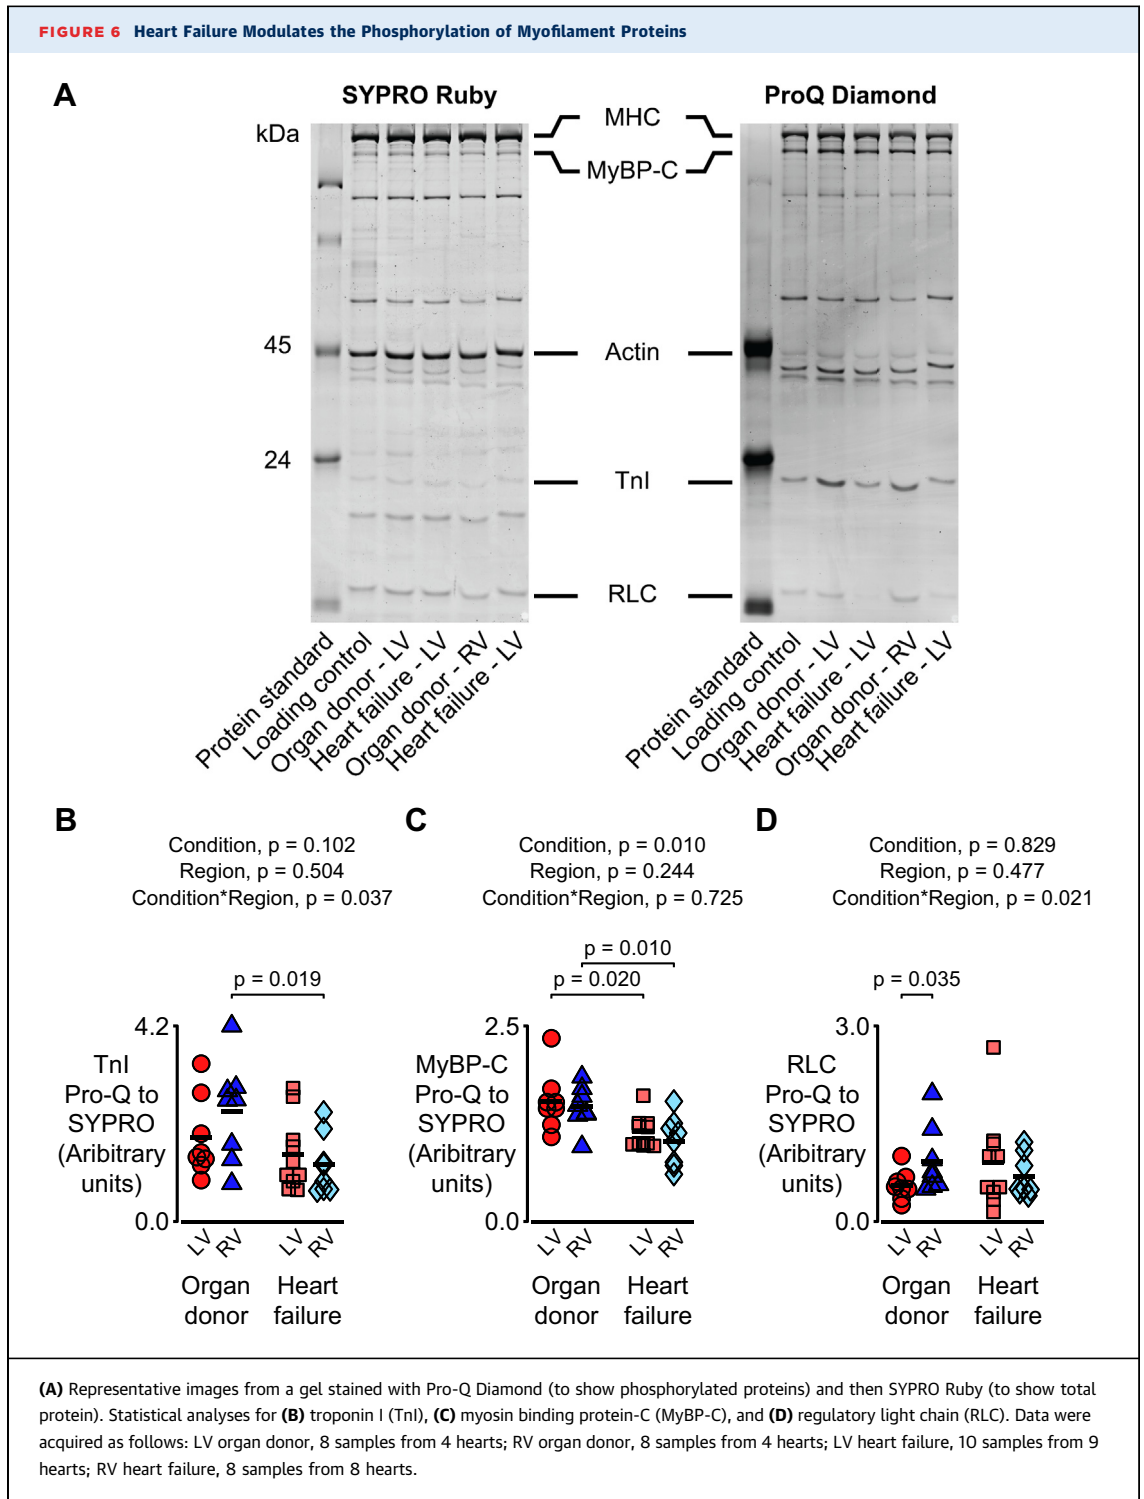 FIGURE 6 Heart Failure Modulates the Phosphorylation of Myofilament Proteins
A
SYPRO Ruby
ProQ Diamond
kDa
MHC
MyBP-C
45
Actin
24
TnI
RLC
Protein standard
Loading control
Organ donor - LV
Heart failure - LV
Organ donor - RV
Heart failure - LV
Protein standard
Loading control
Organ donor - LV
Heart failure - LV
Organ donor - RV
Heart failure - LV
B
Condition, p = 0.102
Region, p = 0.504
Condition*Region, p = 0.037
p = 0.019
4.2
TnI
Pro-Q to
SYPRO
(Aribitrary
units)
0.0
LV
RV
LV
RV
Organ
donor
Heart
failure
C
Condition, p = 0.010
Region, p = 0.244
Condition*Region, p = 0.725
p = 0.010
p = 0.020
2.5
MyBP-C
Pro-Q to
SYPRO
(Aribitrary
units)
0.0
LV
RV
LV
RV
Organ
donor
Heart
failure
D
Condition, p = 0.829
Region, p = 0.477
Condition*Region, p = 0.021
p = 0.035
3.0
RLC
Pro-Q to
SYPRO
(Aribitrary
units)
0.0
LV
RV
LV
RV
Organ
donor
Heart
failure
(A) Representative images from a gel stained with Pro-Q Diamond (to show phosphorylated proteins) and then SYPRO Ruby (to show total
protein). Statistical analyses for (B) troponin I (TnI), (C) myosin binding protein-C (MyBP-C), and (D) regulatory light chain (RLC). Data were
acquired as follows: LV organ donor, 8 samples from 4 hearts; RV organ donor, 8 samples from 4 hearts; LV heart failure, 10 samples from 9
hearts; RV heart failure, 8 samples from 8 hearts.